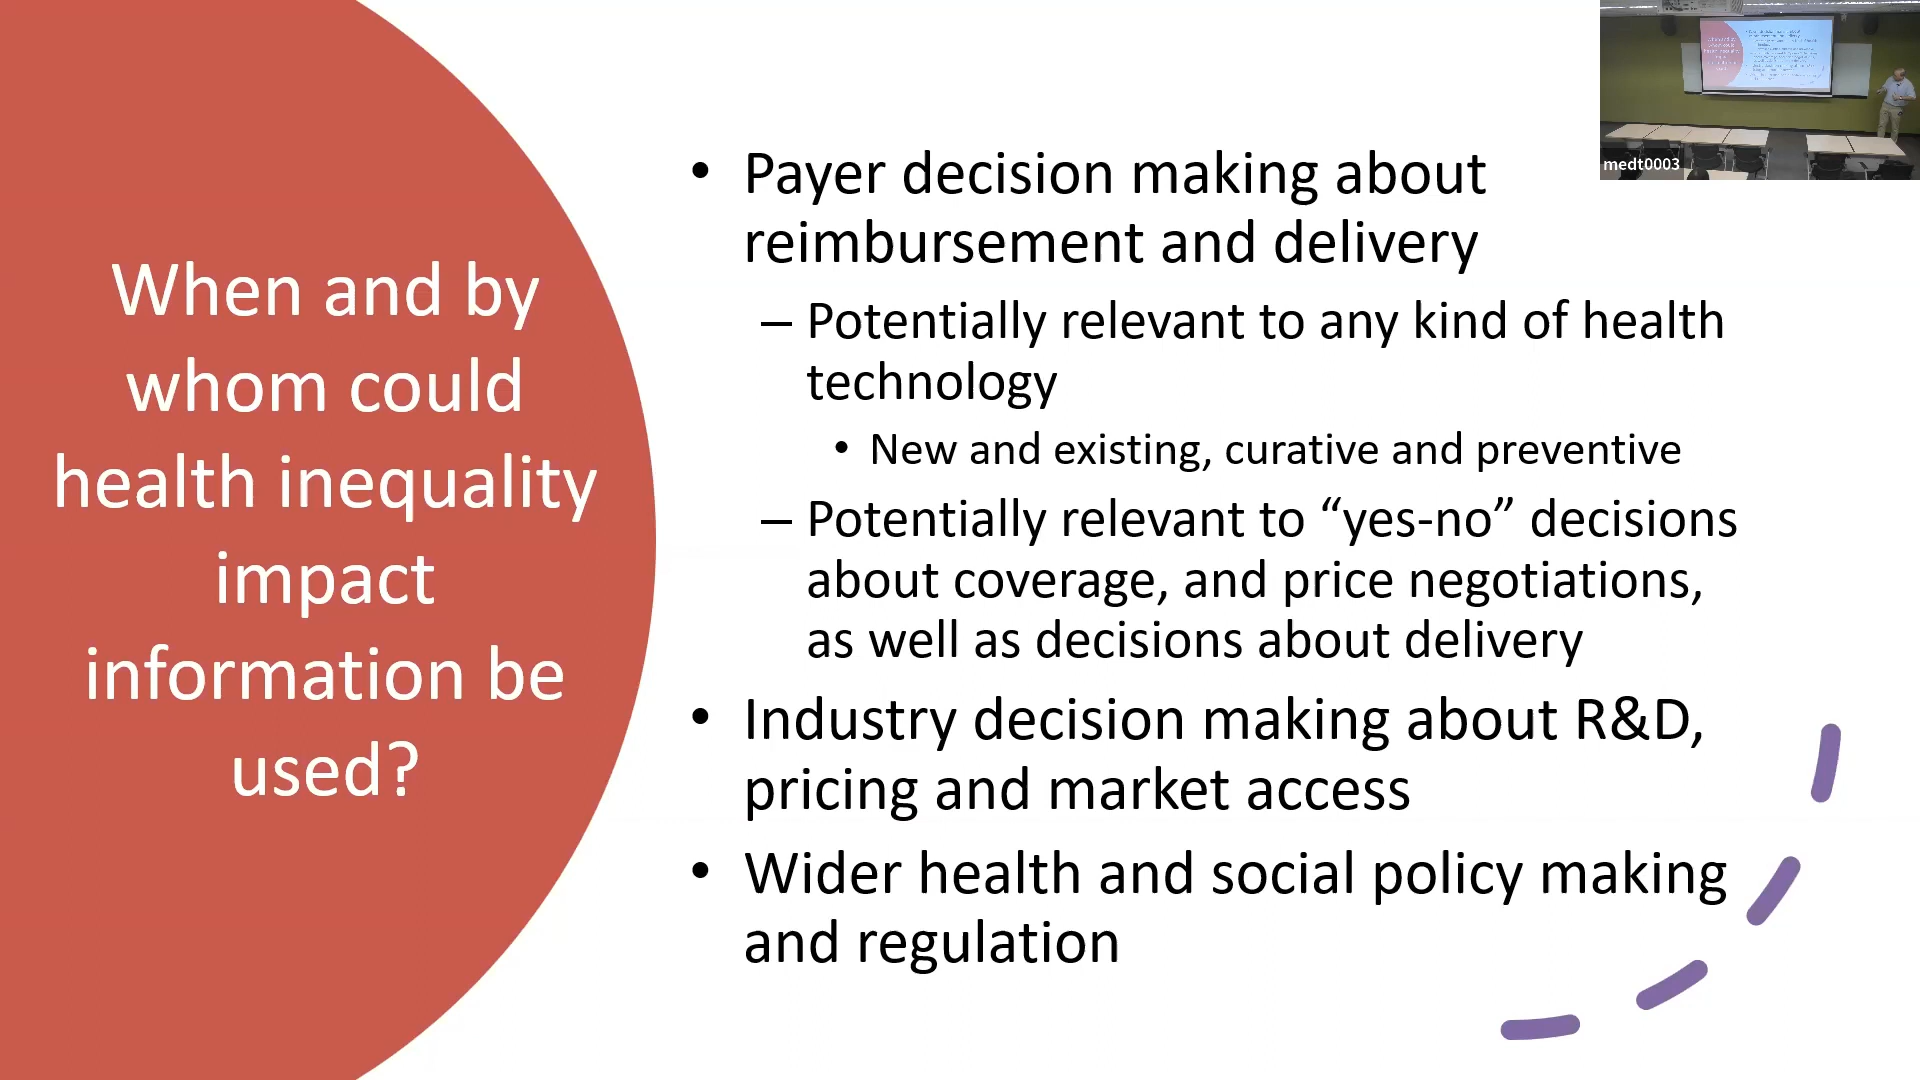 When and by
whom could
health inequality
impact
information be
used?
• Payer decision making about
reimbursement and delivery
– Potentially relevant to any kind of health
technology
• New and existing, curative and preventive
– Potentially relevant to “yes-no” decisions
about coverage, and price negotiations,
as well as decisions about delivery
• Industry decision making about R&D,
pricing and market access
• Wider health and social policy making
and regulation
medt0003